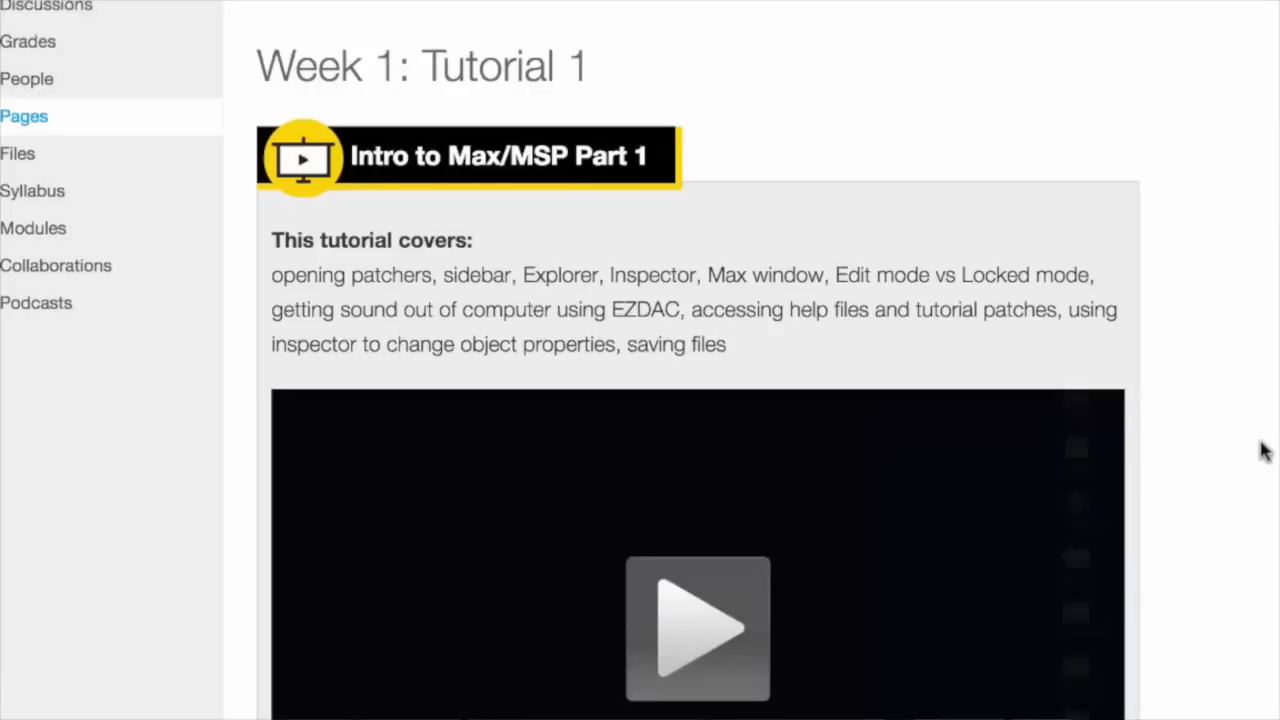 Discussions
Grades
People
Pages
Files
Syllabus
Modules
Collaborations
Podcasts
Week 1: Tutorial 1
Intro to Max/MSP Part 1
This tutorial covers:
opening patchers, sidebar, Explorer, Inspector, Max window, Edit mode vs Locked mode,
getting sound out of computer using EZDAC, accessing help files and tutorial patches, using
inspector to change object properties, saving files